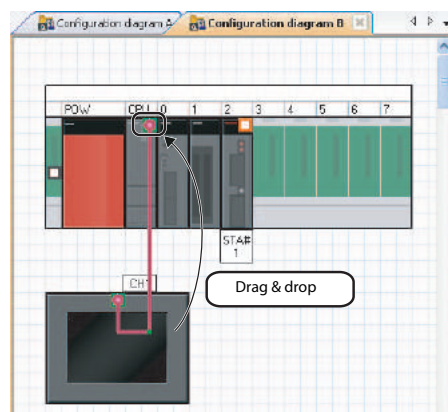 Configuration diagram A Configuration diagram B
POW CPU 0 1 2 3 4 5 6 7
STA#
1
CH1
Drag & drop